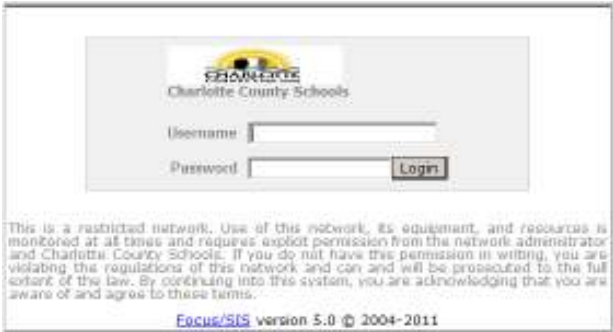 CHARLOTTE
Charlotte County Schools
Username
Password
Login
This is a restricted network. Use of this network, its equipment, and resources is
monitored at all times and requires explicit permission from the network administrator
and Charlotte County Schools. If you do not have this permission in writing, you are
violating the regulations of this network and can and will be prosecuted to the full
extent of the law. By continuing into this system, you are acknowledging that you are
aware of and agree to these terms.
Focus/SIS version 5.0 © 2004-2011